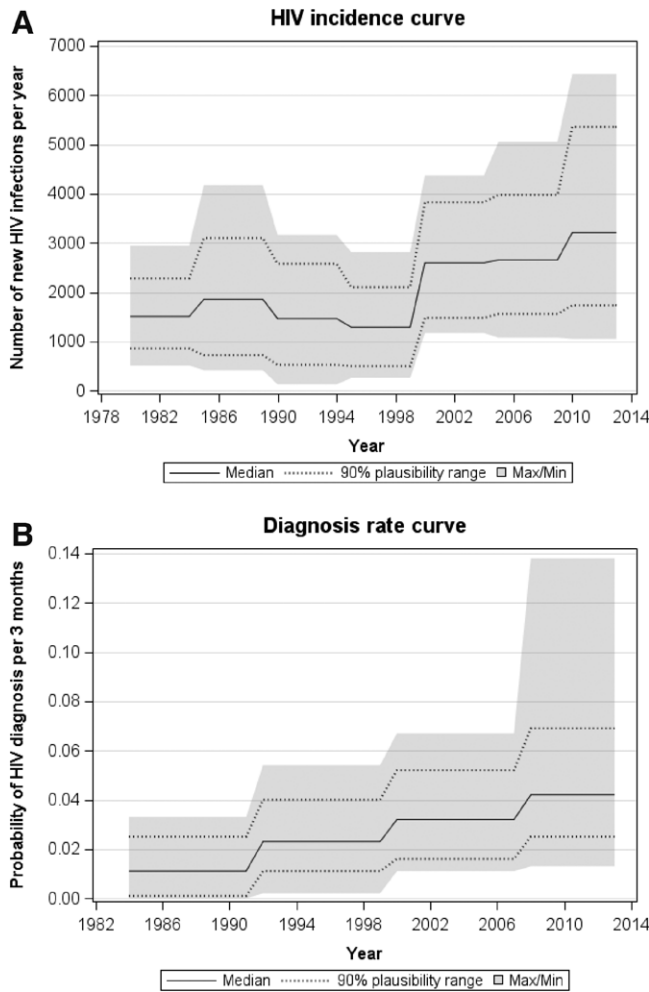 A
HIV incidence curve
Number of new HIV infections per year
7000
6000
5000
4000
3000
2000
1000
0
1978 1982 1986 1990 1994 1998 2002 2006 2010 2014
Year
Median 90% plausibility range Max/Min
B
Diagnosis rate curve
Probability of HIV diagnosis per 3 months
0.14
0.12
0.10
0.08
0.06
0.04
0.02
0.00
1982 1986 1990 1994 1998 2002 2006 2010 2014
Year
Median 90% plausibility range Max/Min